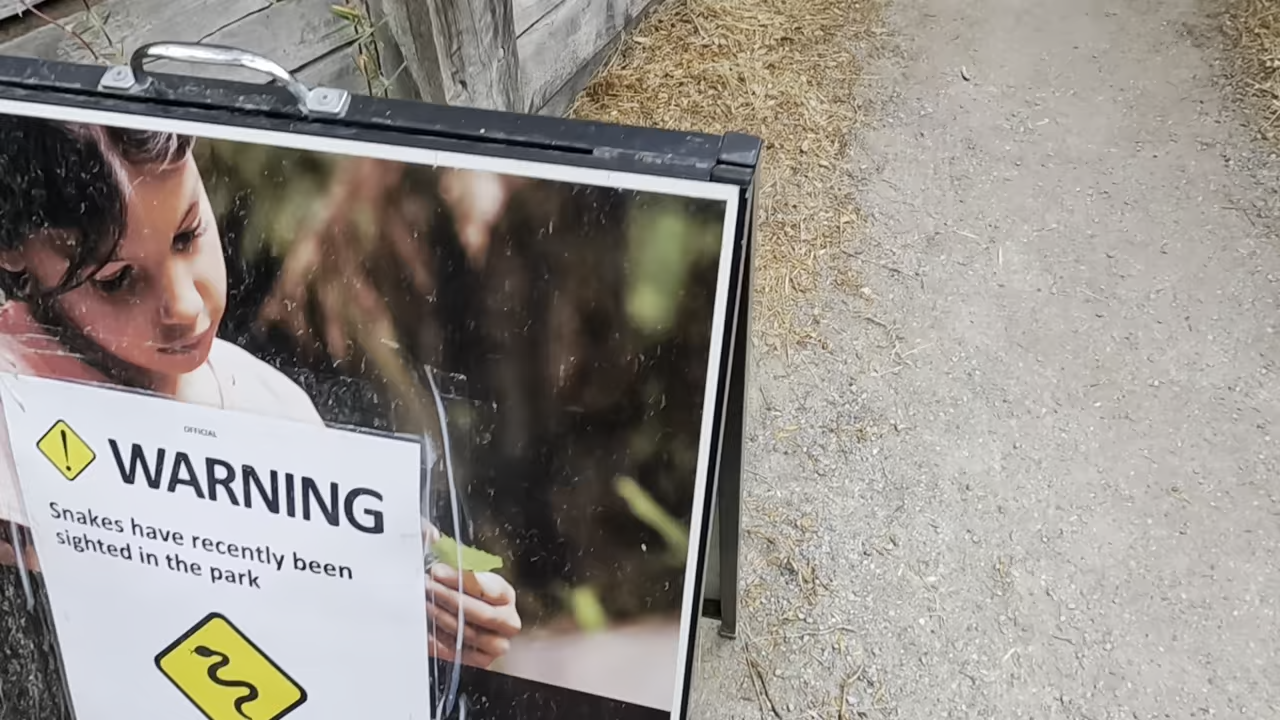 OFFICIAL
WARNING
Snakes have recently been
sighted in the park